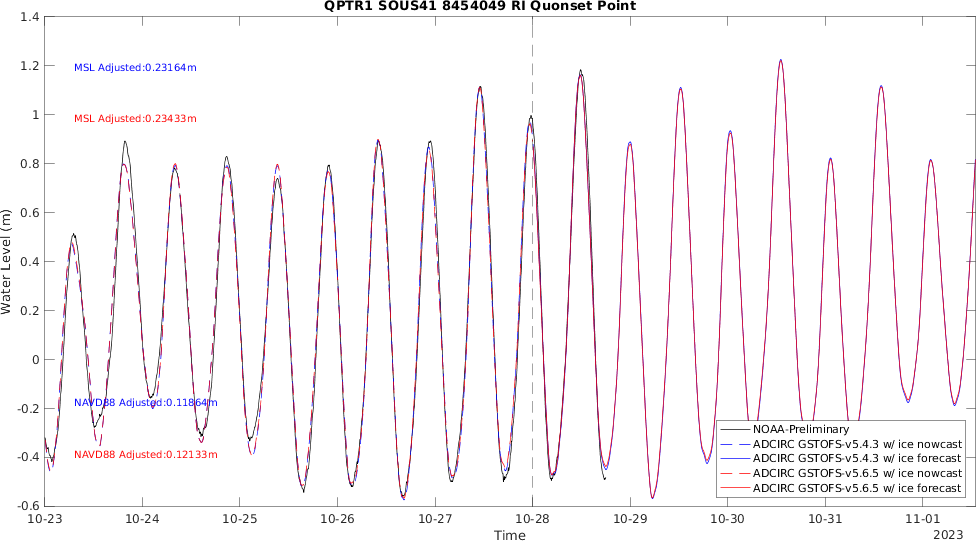 QPTR1 SOUS41 8454049 RI Quonset Point
1.4
1.2
1
0.8
0.6
0.4
0.2
0
-0.2
-0.4
-0.6
Water Level (m)
MSL Adjusted:0.23164m
MSL Adjusted:0.23433m
NAVD88 Adjusted:0.11864m
NAVD88 Adjusted:0.12133m
NOAA-Preliminary
ADCIRC GSTOFS-v5.4.3 w/ ice nowcast
ADCIRC GSTOFS-v5.4.3 w/ ice forecast
ADCIRC GSTOFS-v5.6.5 w/ ice nowcast
ADCIRC GSTOFS-v5.6.5 w/ ice forecast
10-23 10-24 10-25 10-26 10-27 10-28 10-29 10-30 10-31 11-01
Time
2023